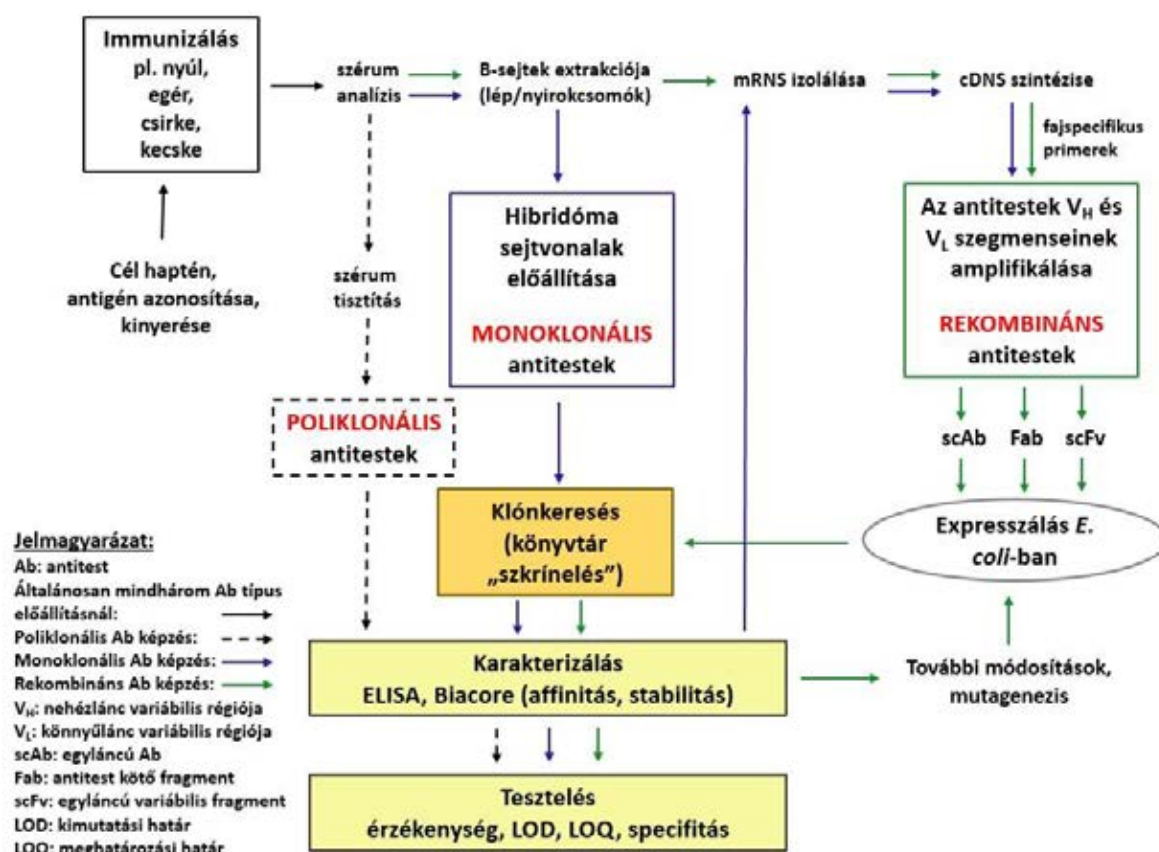 Immunizálás
pl. nyúl,
egér,
csirke,
kecske
Cél haptén,
antigén azonosítása,
kinyerése
szérum
analízis
B-sejtek extrakciója
(lép/nyirokcsomók)
mRNS izolálása
cDNS szintézise
fajspecifikus
primerek
szérum
tisztítás
POLIKLONÁLIS
antitestek
Hibridóma
sejtvonalak
előállítása
MONOKLONÁLIS
antitestek
Az antitestek VH és
VL szegmenseinek
amplifikálása
REKOMBINÁNS
antitestek
scAb Fab scFv
Expresszálás E.
coli-ban
Klónkeresés
(könyvtár
„szkrínelés”)
További módosítások,
mutagenezis
Karakterizálás
ELISA, Biacore (affinitás, stabilitás)
Tesztelés
érzékenység, LOD, LOQ, specifitás
Jelmagyarázat:
Ab: antitest
Általánosan mindhárom Ab típus
előállításnál:
Poliklonális Ab képzés:
Monoklonális Ab képzés:
Rekombináns Ab képzés:
VH: nehézlánc variábilis régiója
VL: könnyűlánc variábilis régiója
scAb: egyláncú Ab
Fab: antitest kötő fragment
scFv: egyláncú variábilis fragment
LOD: kimutatási határ
LOQ: meghatározási határ